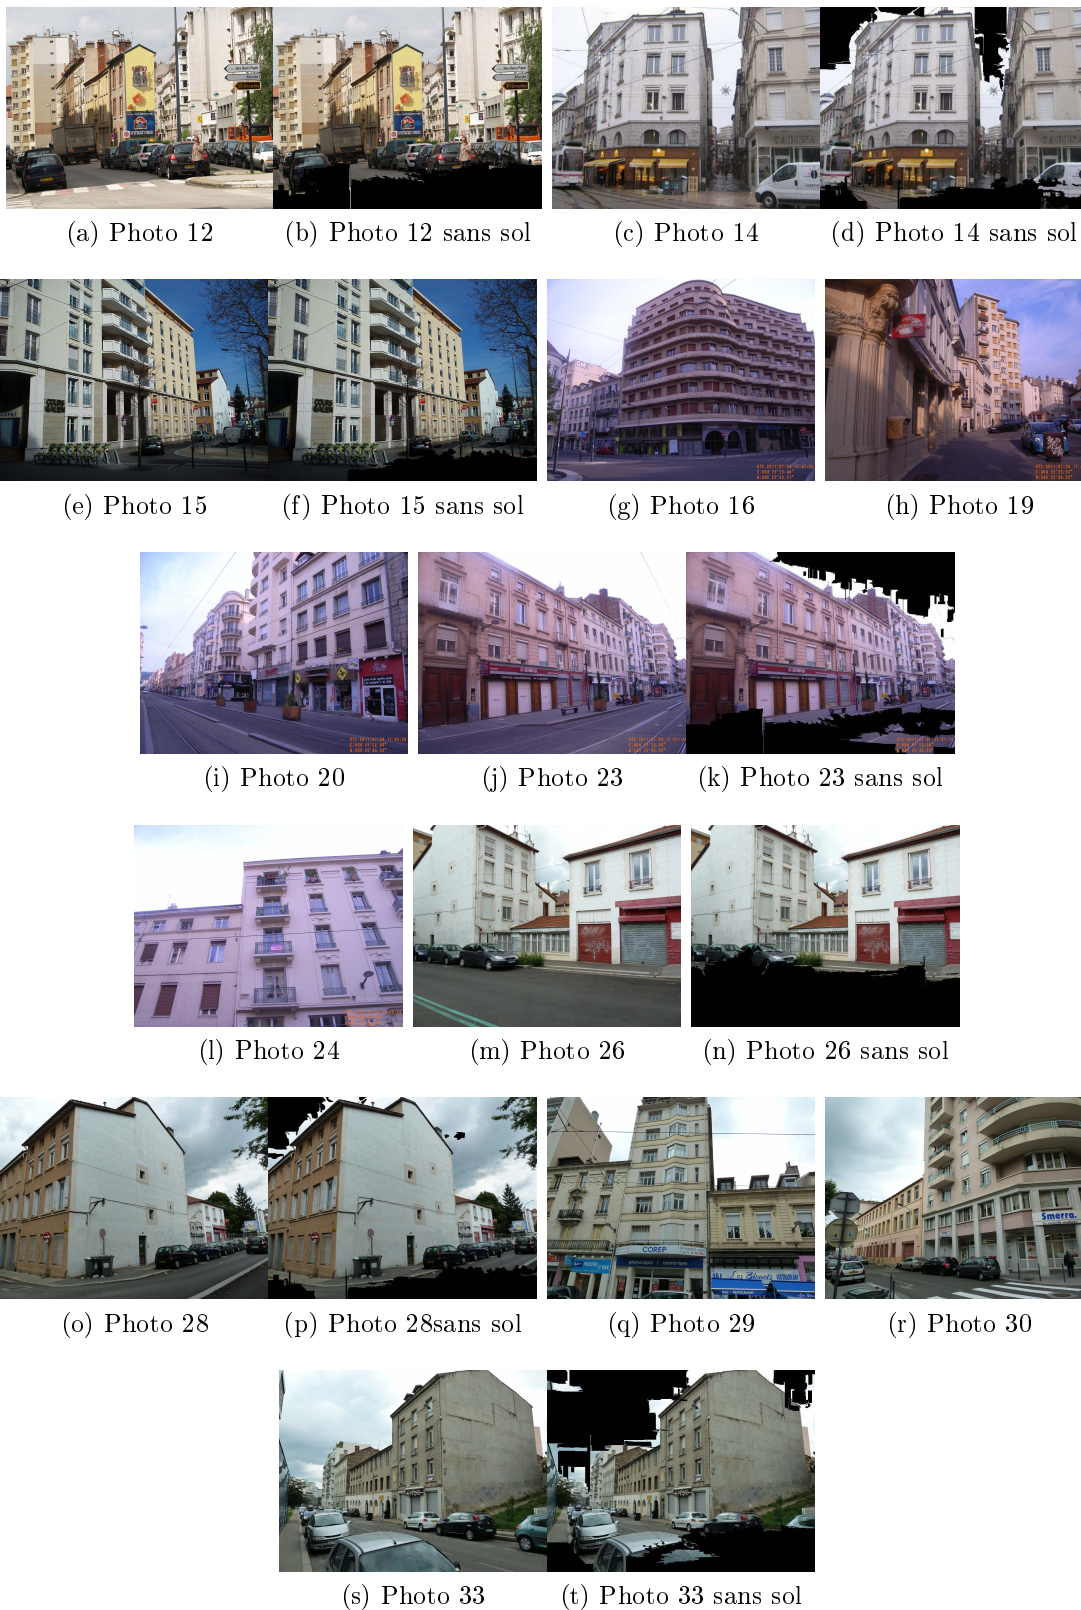 (a) Photo 12
(b) Photo 12 sans sol
(c) Photo 14
(d) Photo 14 sans sol
(e) Photo 15
(f) Photo 15 sans sol
(g) Photo 16
(h) Photo 19
(i) Photo 20
(j) Photo 23
(k) Photo 23 sans sol
(l) Photo 24
(m) Photo 26
(n) Photo 26 sans sol
COREP
Smerra.
(o) Photo 28
(p) Photo 28sans sol
(q) Photo 29
(r) Photo 30
(s) Photo 33
(t) Photo 33 sans sol